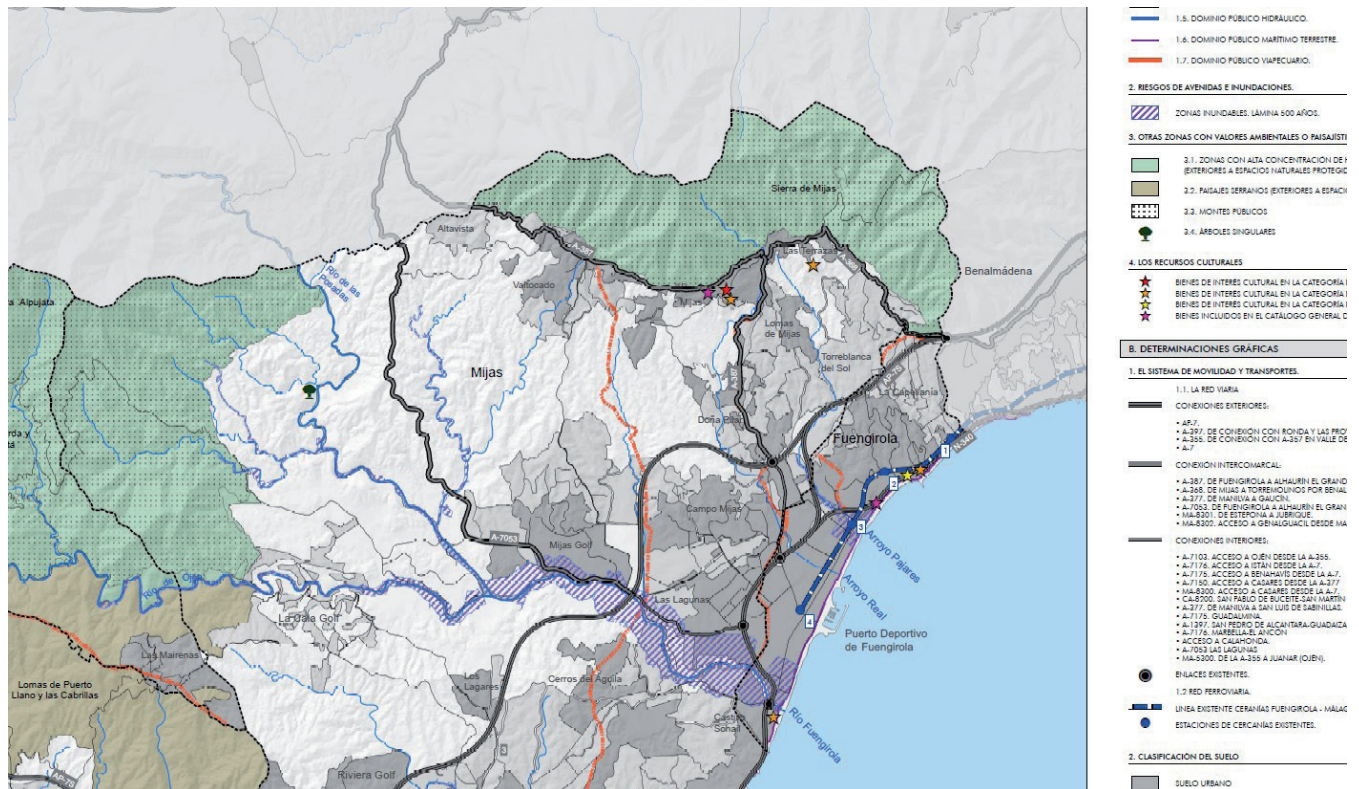 Sierra de Mijas
Altavista
A-387
Las Terrazas
Benalmádena
Río de las
Posadas
Valtocado
Mijas
Alpujata
Lomas
de Mijas
Torreblanca
del Sol
Mijas
A-387
La Capellanía
Doña Pilar
Fuengirola
N-340
1
2
Campo Mijas
3
A-7053
Mijas Golf
Arroyo Pajares
Río de Ojén
Arroyo Real
Las Lagunas
La Cala Golf
4
Puerto Deportivo
de Fuengirola
Las Mairenas
Los
Lagares
Cerros del Águila
Lomas de Puerto
Llano y las Cabrillas
Río Fuengirola
Castillo
Sohail
Riviera Golf
1.5. DOMINIO PÚBLICO HIDRÁULICO.
1.6. DOMINIO PÚBLICO MARÍTIMO TERRESTRE.
1.7. DOMINIO PÚBLICO VIAPECUARIO.
2. RIESGOS DE AVENIDAS E INUNDACIONES.
ZONAS INUNDABLES. LÁMINA 500 AÑOS.
3. OTRAS ZONAS CON VALORES AMBIENTALES O PAISAJÍSTI
3.1. ZONAS CON ALTA CONCENTRACIÓN DE H
(EXTERIORES A ESPACIOS NATURALES PROTEGID
3.2. PAISAJES SERRANOS (EXTERIORES A ESPACIO
3.3. MONTES PÚBLICOS
3.4. ÁRBOLES SINGULARES
4. LOS RECURSOS CULTURALES
BIENES DE INTERÉS CULTURAL EN LA CATEGORÍA
BIENES DE INTERÉS CULTURAL EN LA CATEGORÍA
BIENES DE INTERÉS CULTURAL EN LA CATEGORÍA
BIENES INCLUIDOS EN EL CATÁLOGO GENERAL D
B. DETERMINACIONES GRÁFICAS
1. EL SISTEMA DE MOVILIDAD Y TRANSPORTES.
1.1. LA RED VIARIA
CONEXIONES EXTERIORES:
• AP-7.
• A-397. DE CONEXIÓN CON RONDA Y LAS PROV
• A-355. DE CONEXIÓN CON A-357 EN VALLE DE
• A-7
CONEXIÓN INTERCOMARCAL:
• A-387. DE FUENGIROLA A ALHAURÍN EL GRAND
• A-368. DE MIJAS A TORREMOLINOS POR BENAL
• A-377. DE MANILVA A GAUCÍN.
• A-7053. DE FUENGIROLA A ALHAURÍN EL GRAN
• MA-8301. DE ESTEPONA A JUBRIQUE.
• MA-8302. ACCESO A GENALGUACIL DESDE MA
CONEXIONES INTERIORES:
• A-7103. ACCESO A OJÉN DESDE LA A-355.
• A-7176. ACCESO A ISTÁN DESDE LA A-7.
• A-7175. ACCESO A BENAHAVÍS DESDE LA A-7.
• A-7150. ACCESO A CASARES DESDE LA A-377
• MA-8300. ACCESO A CASARES DESDE LA A-7.
• CA-8200. SAN PABLO DE BUCEITE-SAN MARTÍN
• A-377. DE MANILVA A SAN LUIS DE SABINILLAS.
• A-7175. GUADALMINA.
• A-1397. SAN PEDRO DE ALCANTARA-GUADAIZA
• A-7176. MARBELLA-EL ANCÓN
• ACCESO A CALAHONDA.
• A-7053 LAS LAGUNAS
• MA-5300. DE LA A-355 A JUANAR (OJÉN).
ENLACES EXISTENTES.
1.2 RED FERROVIARIA.
LINEA EXISTENTE CERANÍAS FUENGIROLA - MÁLAG
ESTACIONES DE CERCANÍAS EXISTENTES.
2. CLASIFICACIÓN DEL SUELO
SUELO URBANO